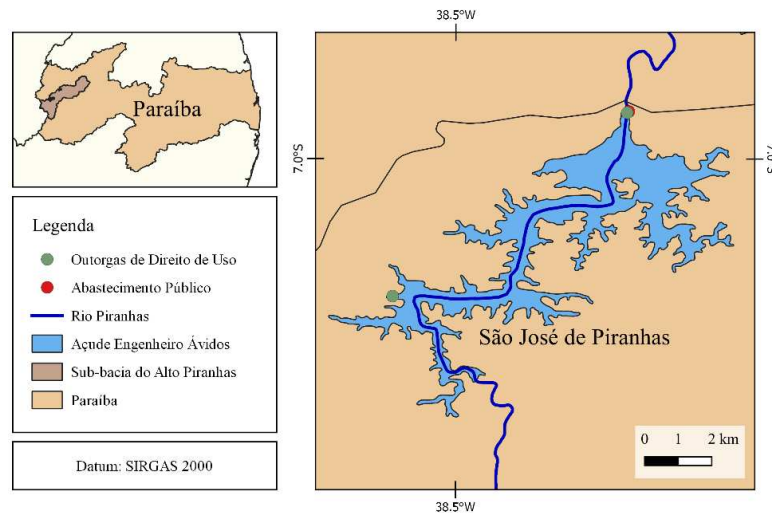 Paraíba
Legenda
Outorgas de Direito de Uso
Abastecimento Público
Rio Piranhas
Açude Engenheiro Ávidos
Sub-bacia do Alto Piranhas
Paraíba
Datum: SIRGAS 2000
38.5°W
7.0°S
7.0°S
São José de Piranhas
0 1 2 km
38.5°W